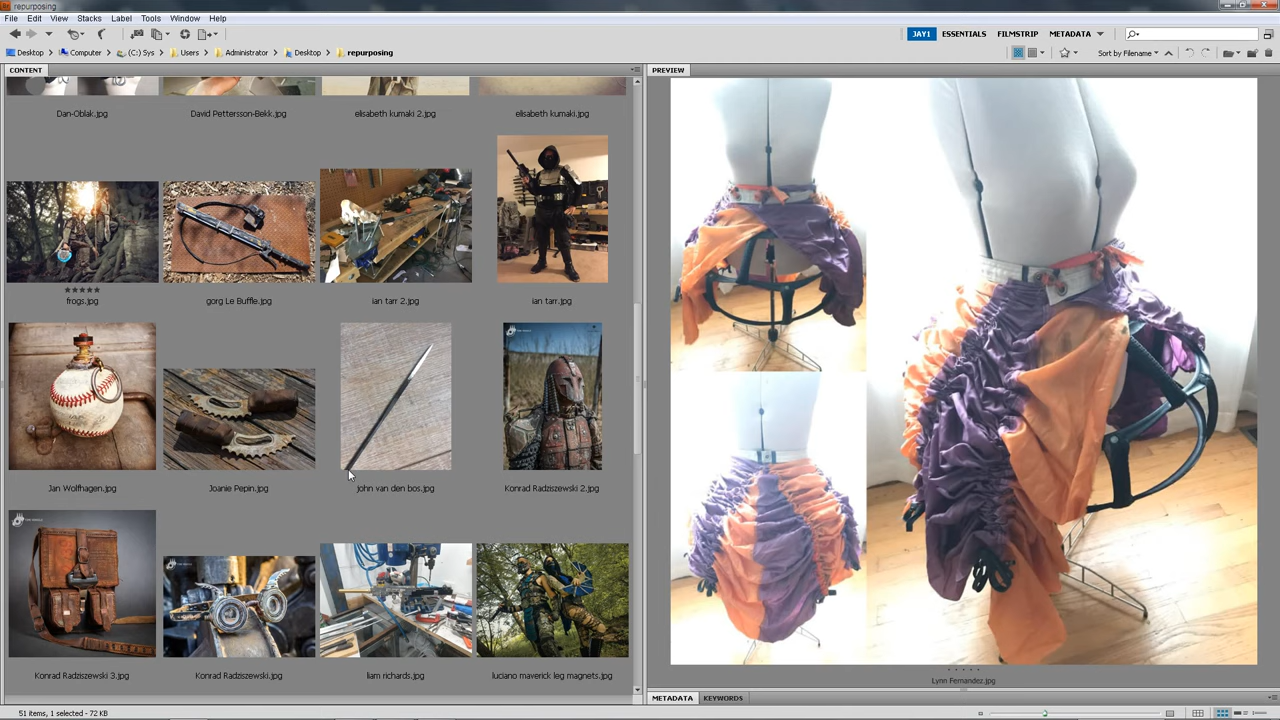 Br repurposing
File Edit View Stacks Label Tools Window Help
JAY1 ESSENTIALS FILMSTRIP METADATA
Desktop Computer (C:) Sys Users Administrator Desktop repurposing
Sort by Filename
CONTENT
PREVIEW
Dan-Oblak.jpg David Pettersson-Bekk.jpg elisabeth kumaki 2.jpg elisabeth kumaki.jpg
frogs.jpg gorg Le Buffle.jpg ian tarr 2.jpg ian tarr.jpg
Jan Wolfhagen.jpg Joanie Pepin.jpg john van den bos.jpg Konrad Radziszewski 2.jpg
Konrad Radziszewski 3.jpg Konrad Radziszewski.jpg liam richards.jpg luciano maverick leg magnets.jpg
Lynn Fernandez.jpg
METADATA KEYWORDS
51 items, 1 selected - 72 KB